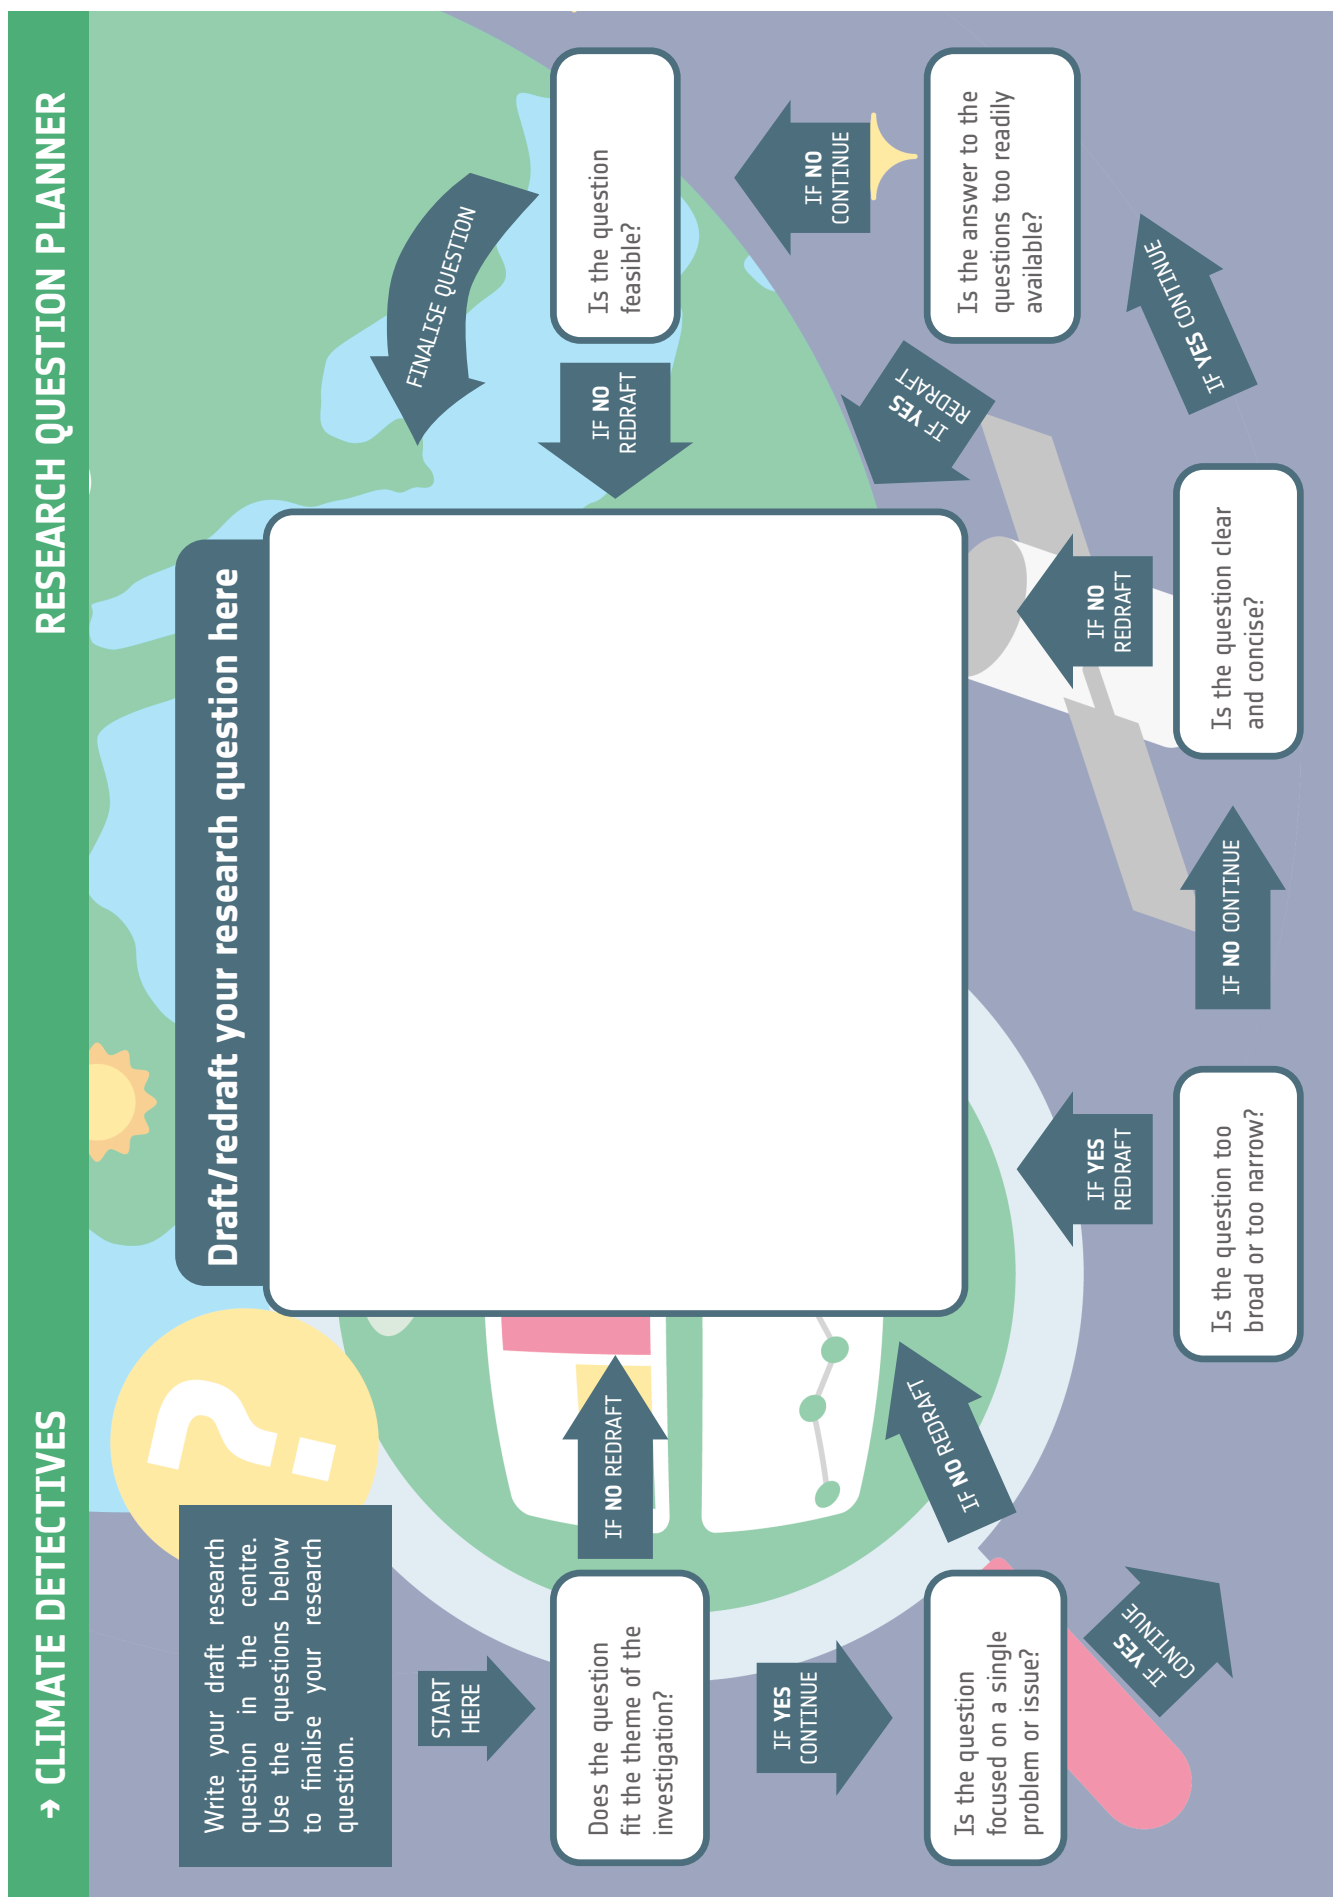 → CLIMATE DETECTIVES
RESEARCH QUESTION PLANNER
Write your draft research
question in the centre.
Use the questions below
to finalise your research
question.
Draft/redraft your research question here
START
HERE
Does the question
fit the theme of the
investigation?
IF NO REDRAFT
IF YES
CONTINUE
Is the question
focused on a single
problem or issue?
IF NO REDRAFT
IF YES
CONTINUE
Is the question too
broad or too narrow?
IF YES
REDRAFT
IF NO CONTINUE
Is the question clear
and concise?
IF NO
REDRAFT
IF YES CONTINUE
Is the answer to the
questions too readily
available?
IF YES
REDRAFT
IF NO
CONTINUE
Is the question
feasible?
IF NO
REDRAFT
FINALISE QUESTION
?